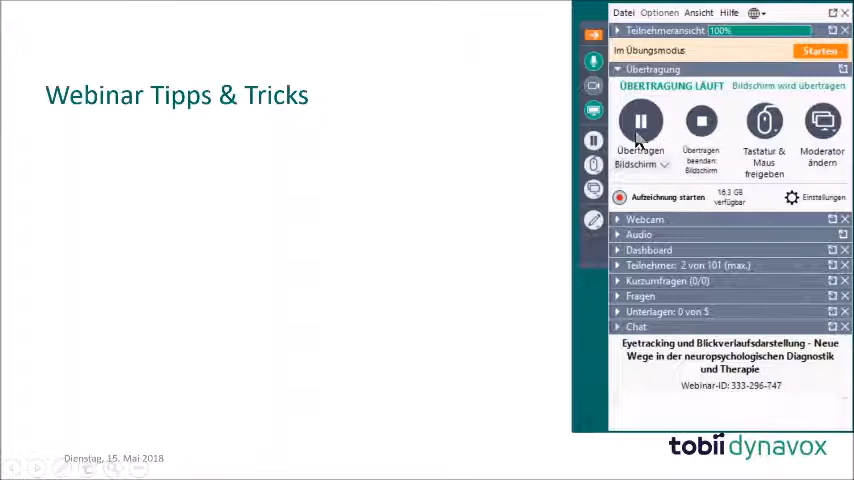 Webinar Tipps & Tricks
Datei Optionen Ansicht Hilfe
Teilnehmeransicht 100%
Im Übungsmodus Starten
Übertragung
ÜBERTRAGUNG LÄUFT Bildschirm wird übertragen
Übertragen
Bildschirm
Übertragen
beenden:
Bildschirm
Tastatur &
Maus
freigeben
Moderator
ändern
Aufzeichnung starten
16.3 GB
verfügbar
Einstellungen
Webcam
Audio
Dashboard
Teilnehmer: 2 von 101 (max.)
Kurzumfragen (0/0)
Fragen
Unterlagen: 0 von 5
Chat
Eyetracking und Blickverlaufsdarstellung - Neue
Wege in der neuropsychologischen Diagnostik
und Therapie
Webinar-ID: 333-296-747
Dienstag, 15. Mai 2018
tobii dynavox